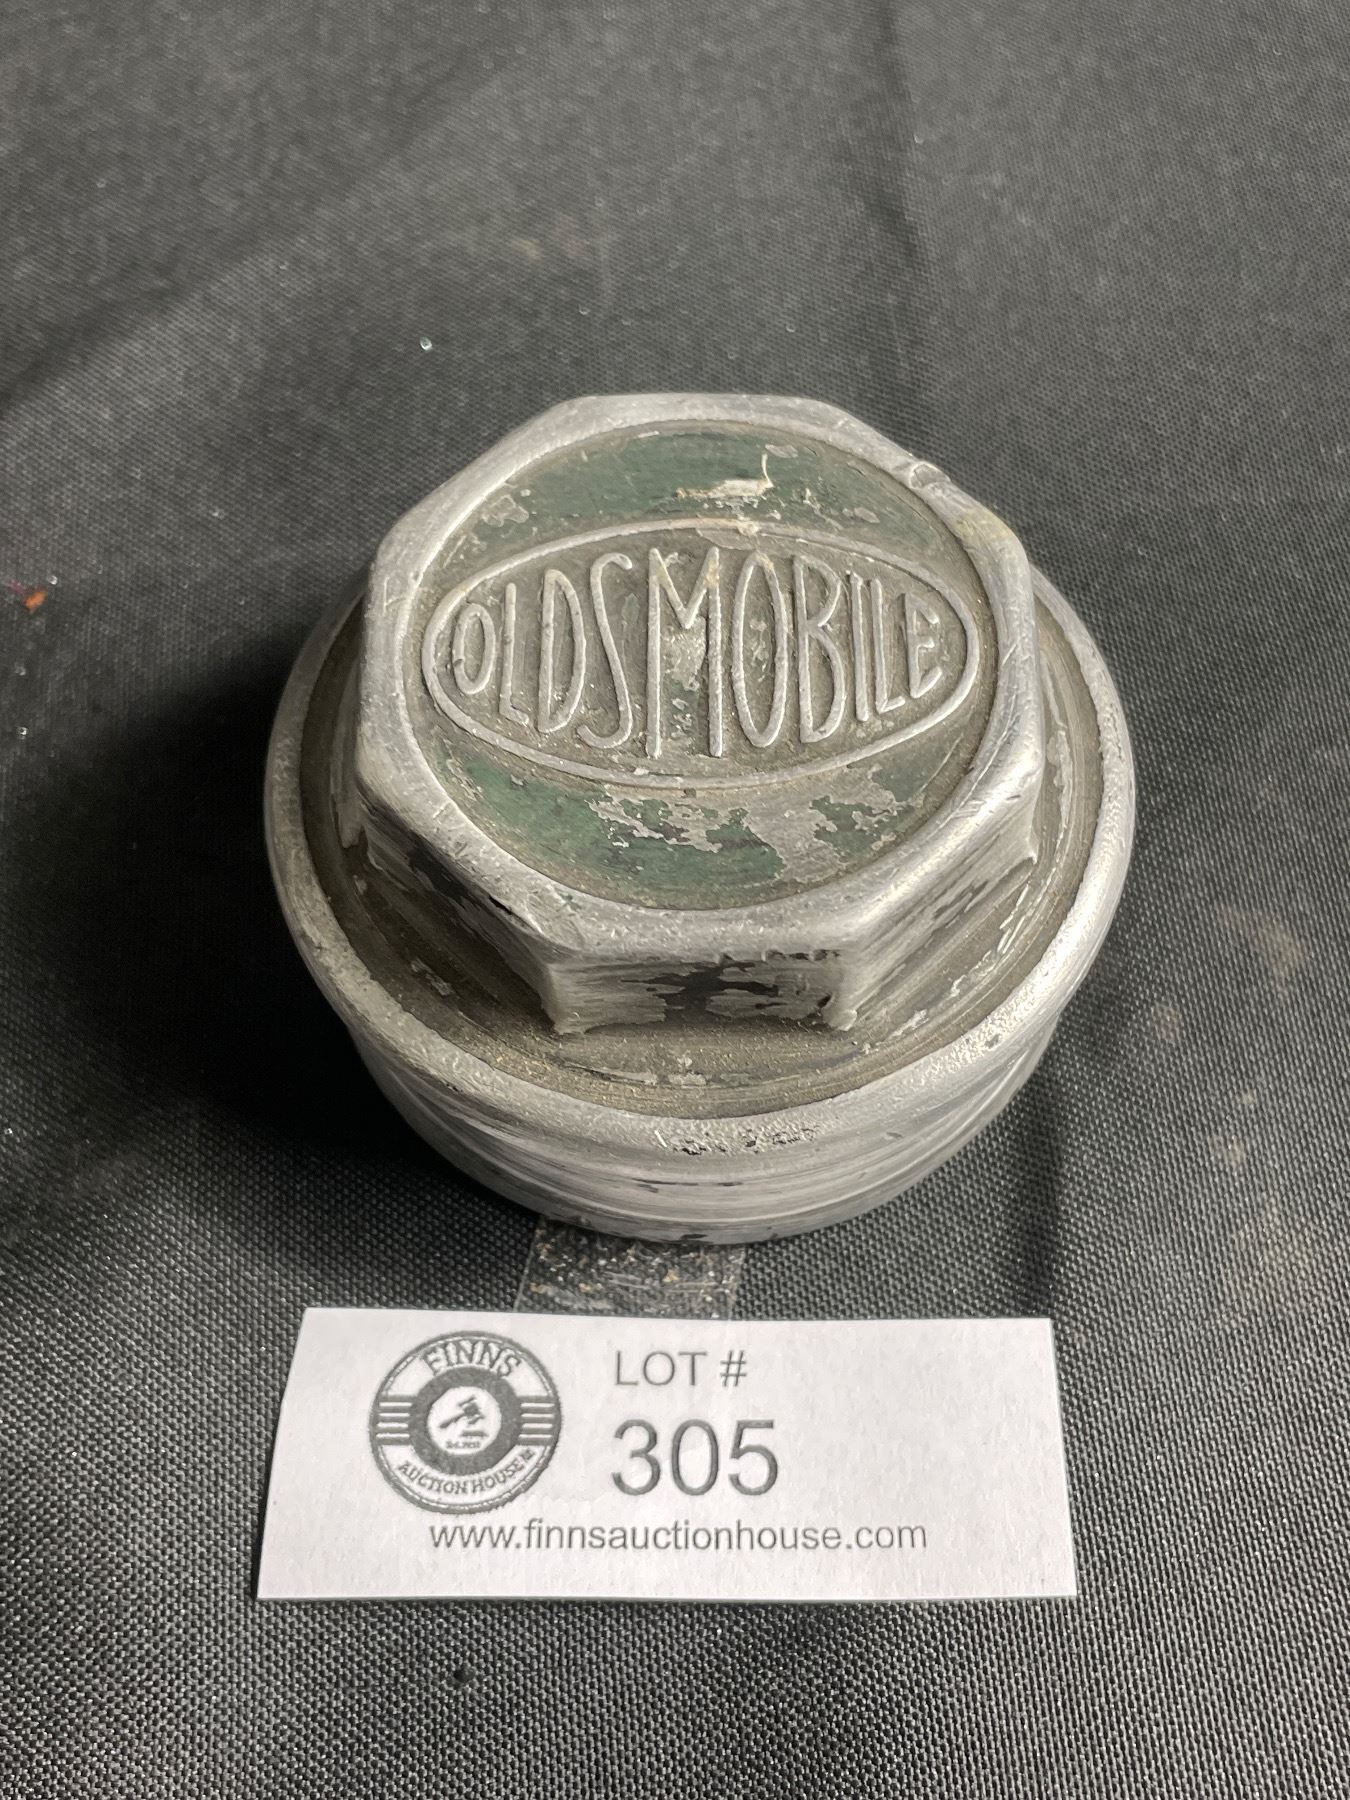 OLDSMOBILE
FINNS
AUCTION HOUSE
LOT #
305
www.finnsauctionhouse.com